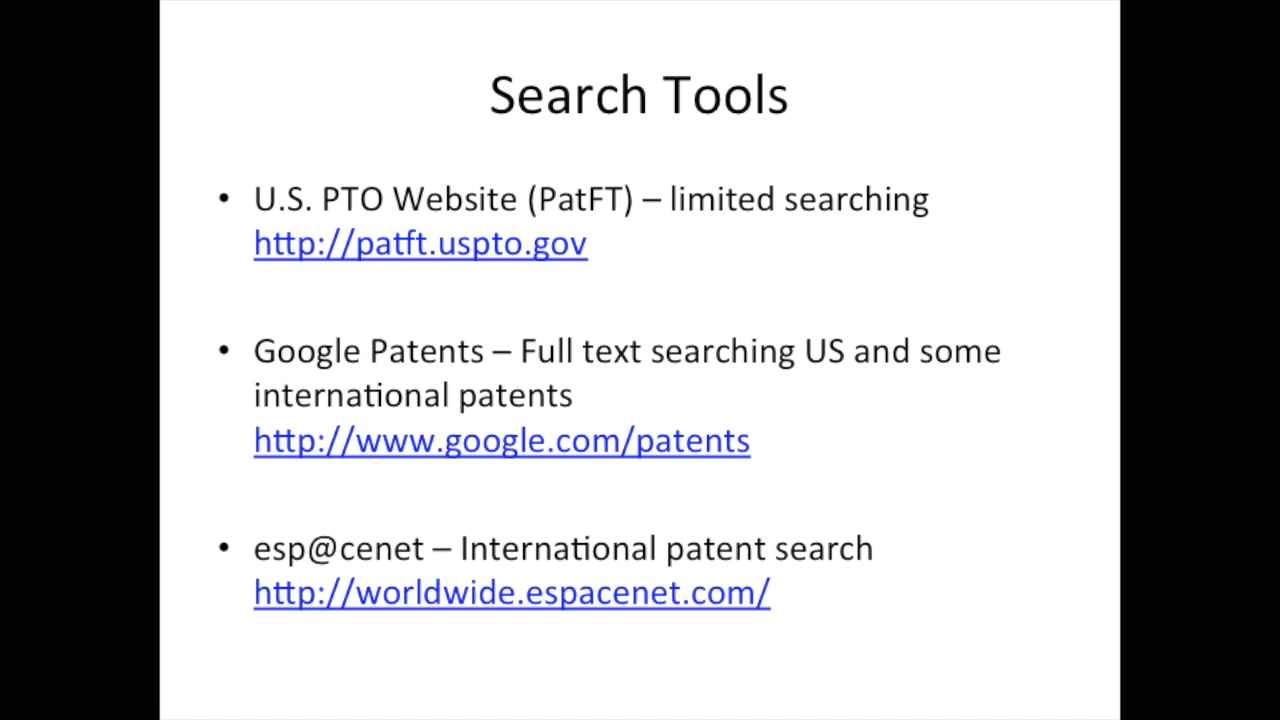 Search Tools
• U.S. PTO Website (PatFT) – limited searching
http://patft.uspto.gov
• Google Patents – Full text searching US and some
international patents
http://www.google.com/patents
• esp@cenet – International patent search
http://worldwide.espacenet.com/